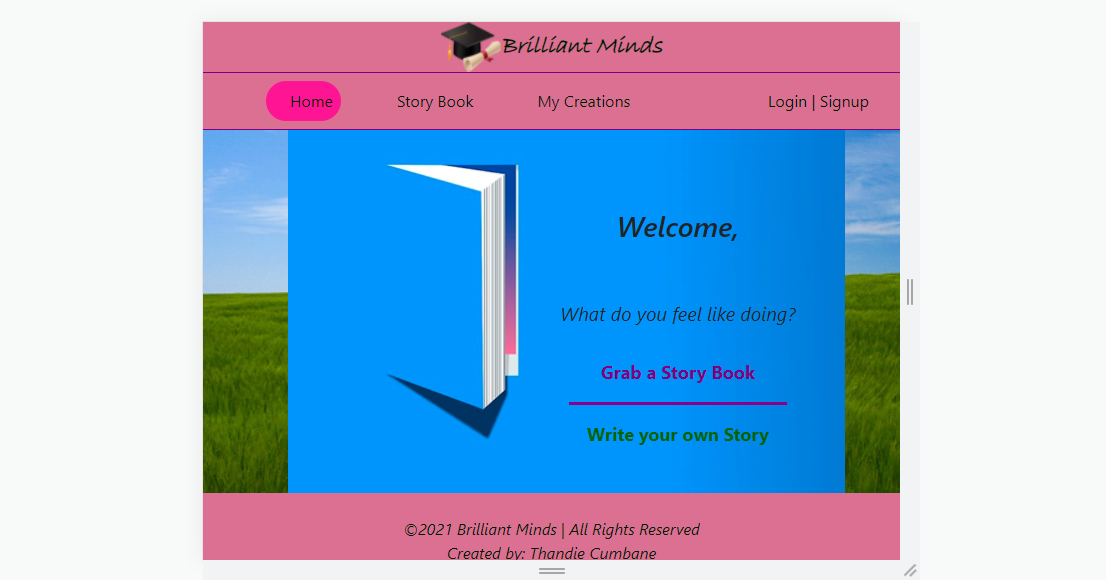 Brilliant Minds
Home Story Book My Creations Login | Signup
Welcome,
What do you feel like doing?
Grab a Story Book
Write your own Story
©2021 Brilliant Minds | All Rights Reserved
Created by: Thandie Cumbane